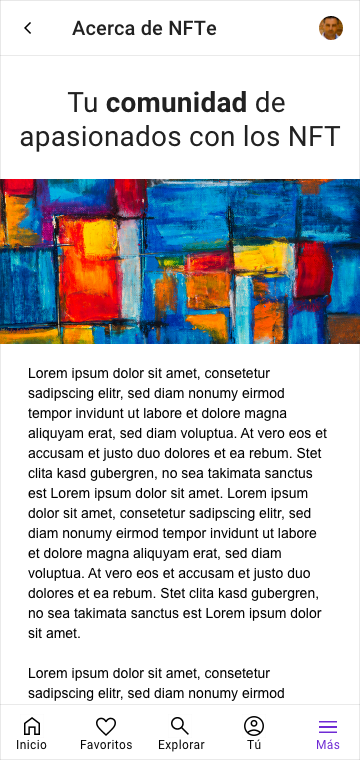 Acerca de NFTe
Tu comunidad de
apasionados con los NFT
Lorem ipsum dolor sit amet, consetetur
sadipscing elitr, sed diam nonumy eirmod
tempor invidunt ut labore et dolore magna
aliquyam erat, sed diam voluptua. At vero eos et
accusam et justo duo dolores et ea rebum. Stet
clita kasd gubergren, no sea takimata sanctus
est Lorem ipsum dolor sit amet. Lorem ipsum
dolor sit amet, consetetur sadipscing elitr, sed
diam nonumy eirmod tempor invidunt ut labore
et dolore magna aliquyam erat, sed diam
voluptua. At vero eos et accusam et justo duo
dolores et ea rebum. Stet clita kasd gubergren,
no sea takimata sanctus est Lorem ipsum dolor
sit amet.
Lorem ipsum dolor sit amet, consetetur
sadipscing elitr, sed diam nonumy eirmod
Inicio
Favoritos
Explorar
Tú
Más